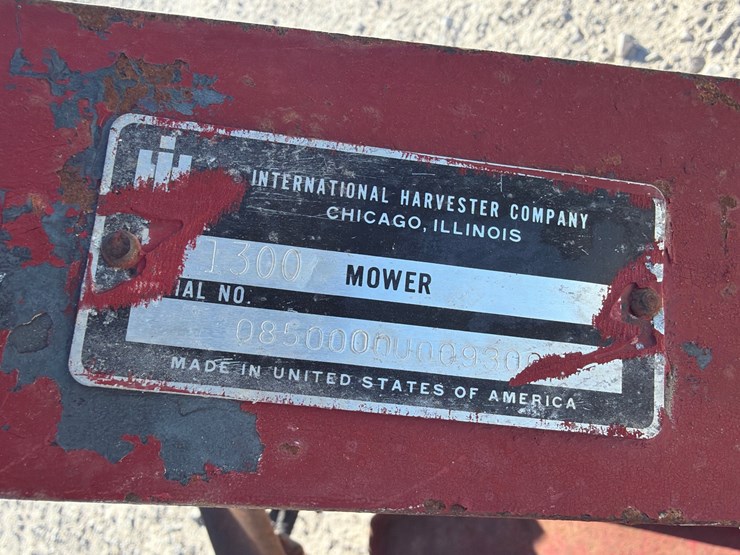 INTERNATIONAL HARVESTER COMPANY
CHICAGO, ILLINOIS
1300 MOWER
IAL NO.
MADE IN UNITED STATES OF AMERICA